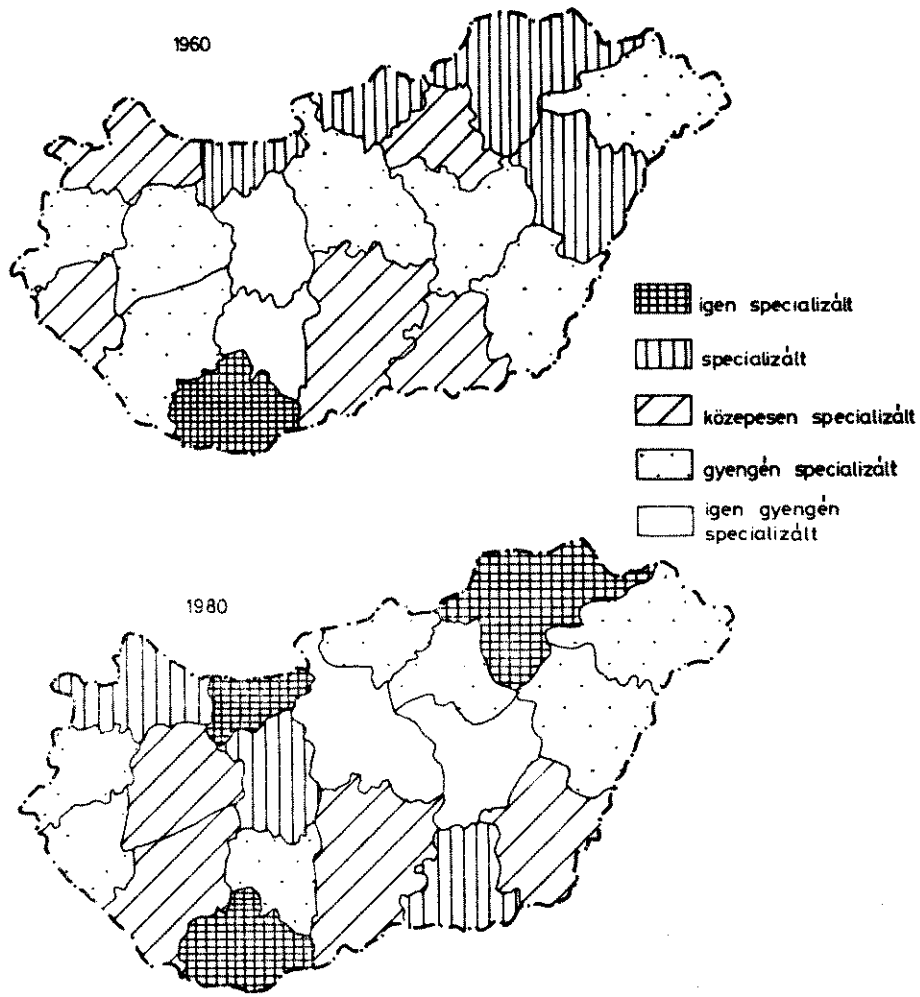 1960
igen specializált
specializált
közepesen specializált
gyengén specializált
igen gyengén
specializált
1980